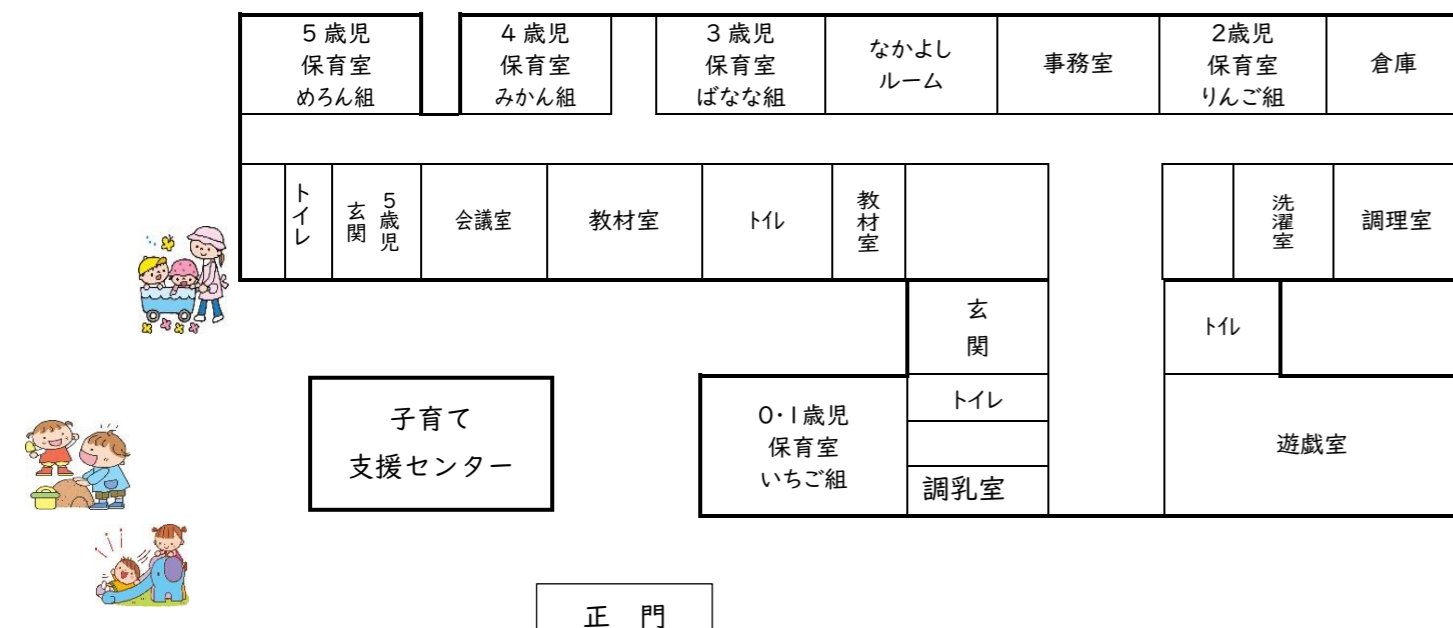 5歳児
保育室
めろん組
4歳児
保育室
みかん組
3歳児
保育室
ばなな組
なかよし
ルーム
事務室
2歳児
保育室
りんご組
倉庫
トイレ
5歳児
玄関
会議室
教材室
トイレ
教材室
洗濯室
調理室
玄
関
トイレ
子育て
支援センター
0・1歳児
保育室
いちご組
トイレ
調乳室
遊戯室
正 門